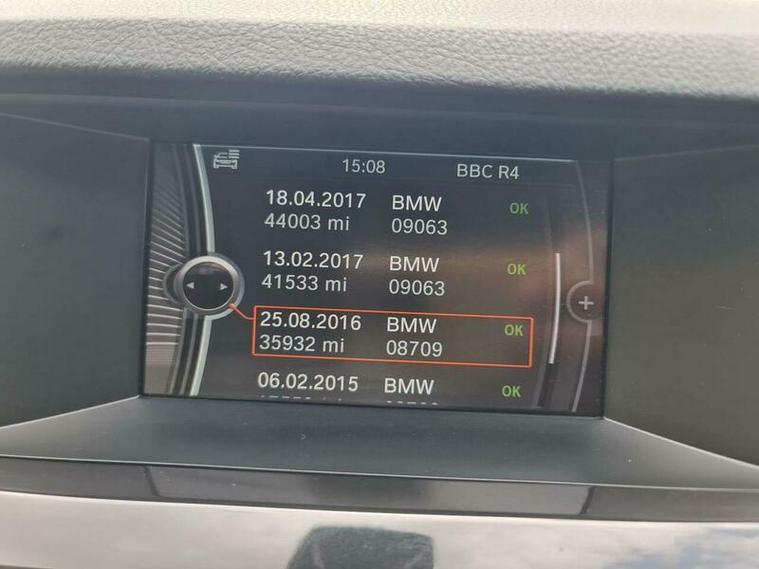 15:08 BBC R4
18.04.2017 BMW OK
44003 mi 09063
13.02.2017 BMW OK
41533 mi 09063
25.08.2016 BMW OK
35932 mi 08709
06.02.2015 BMW OK